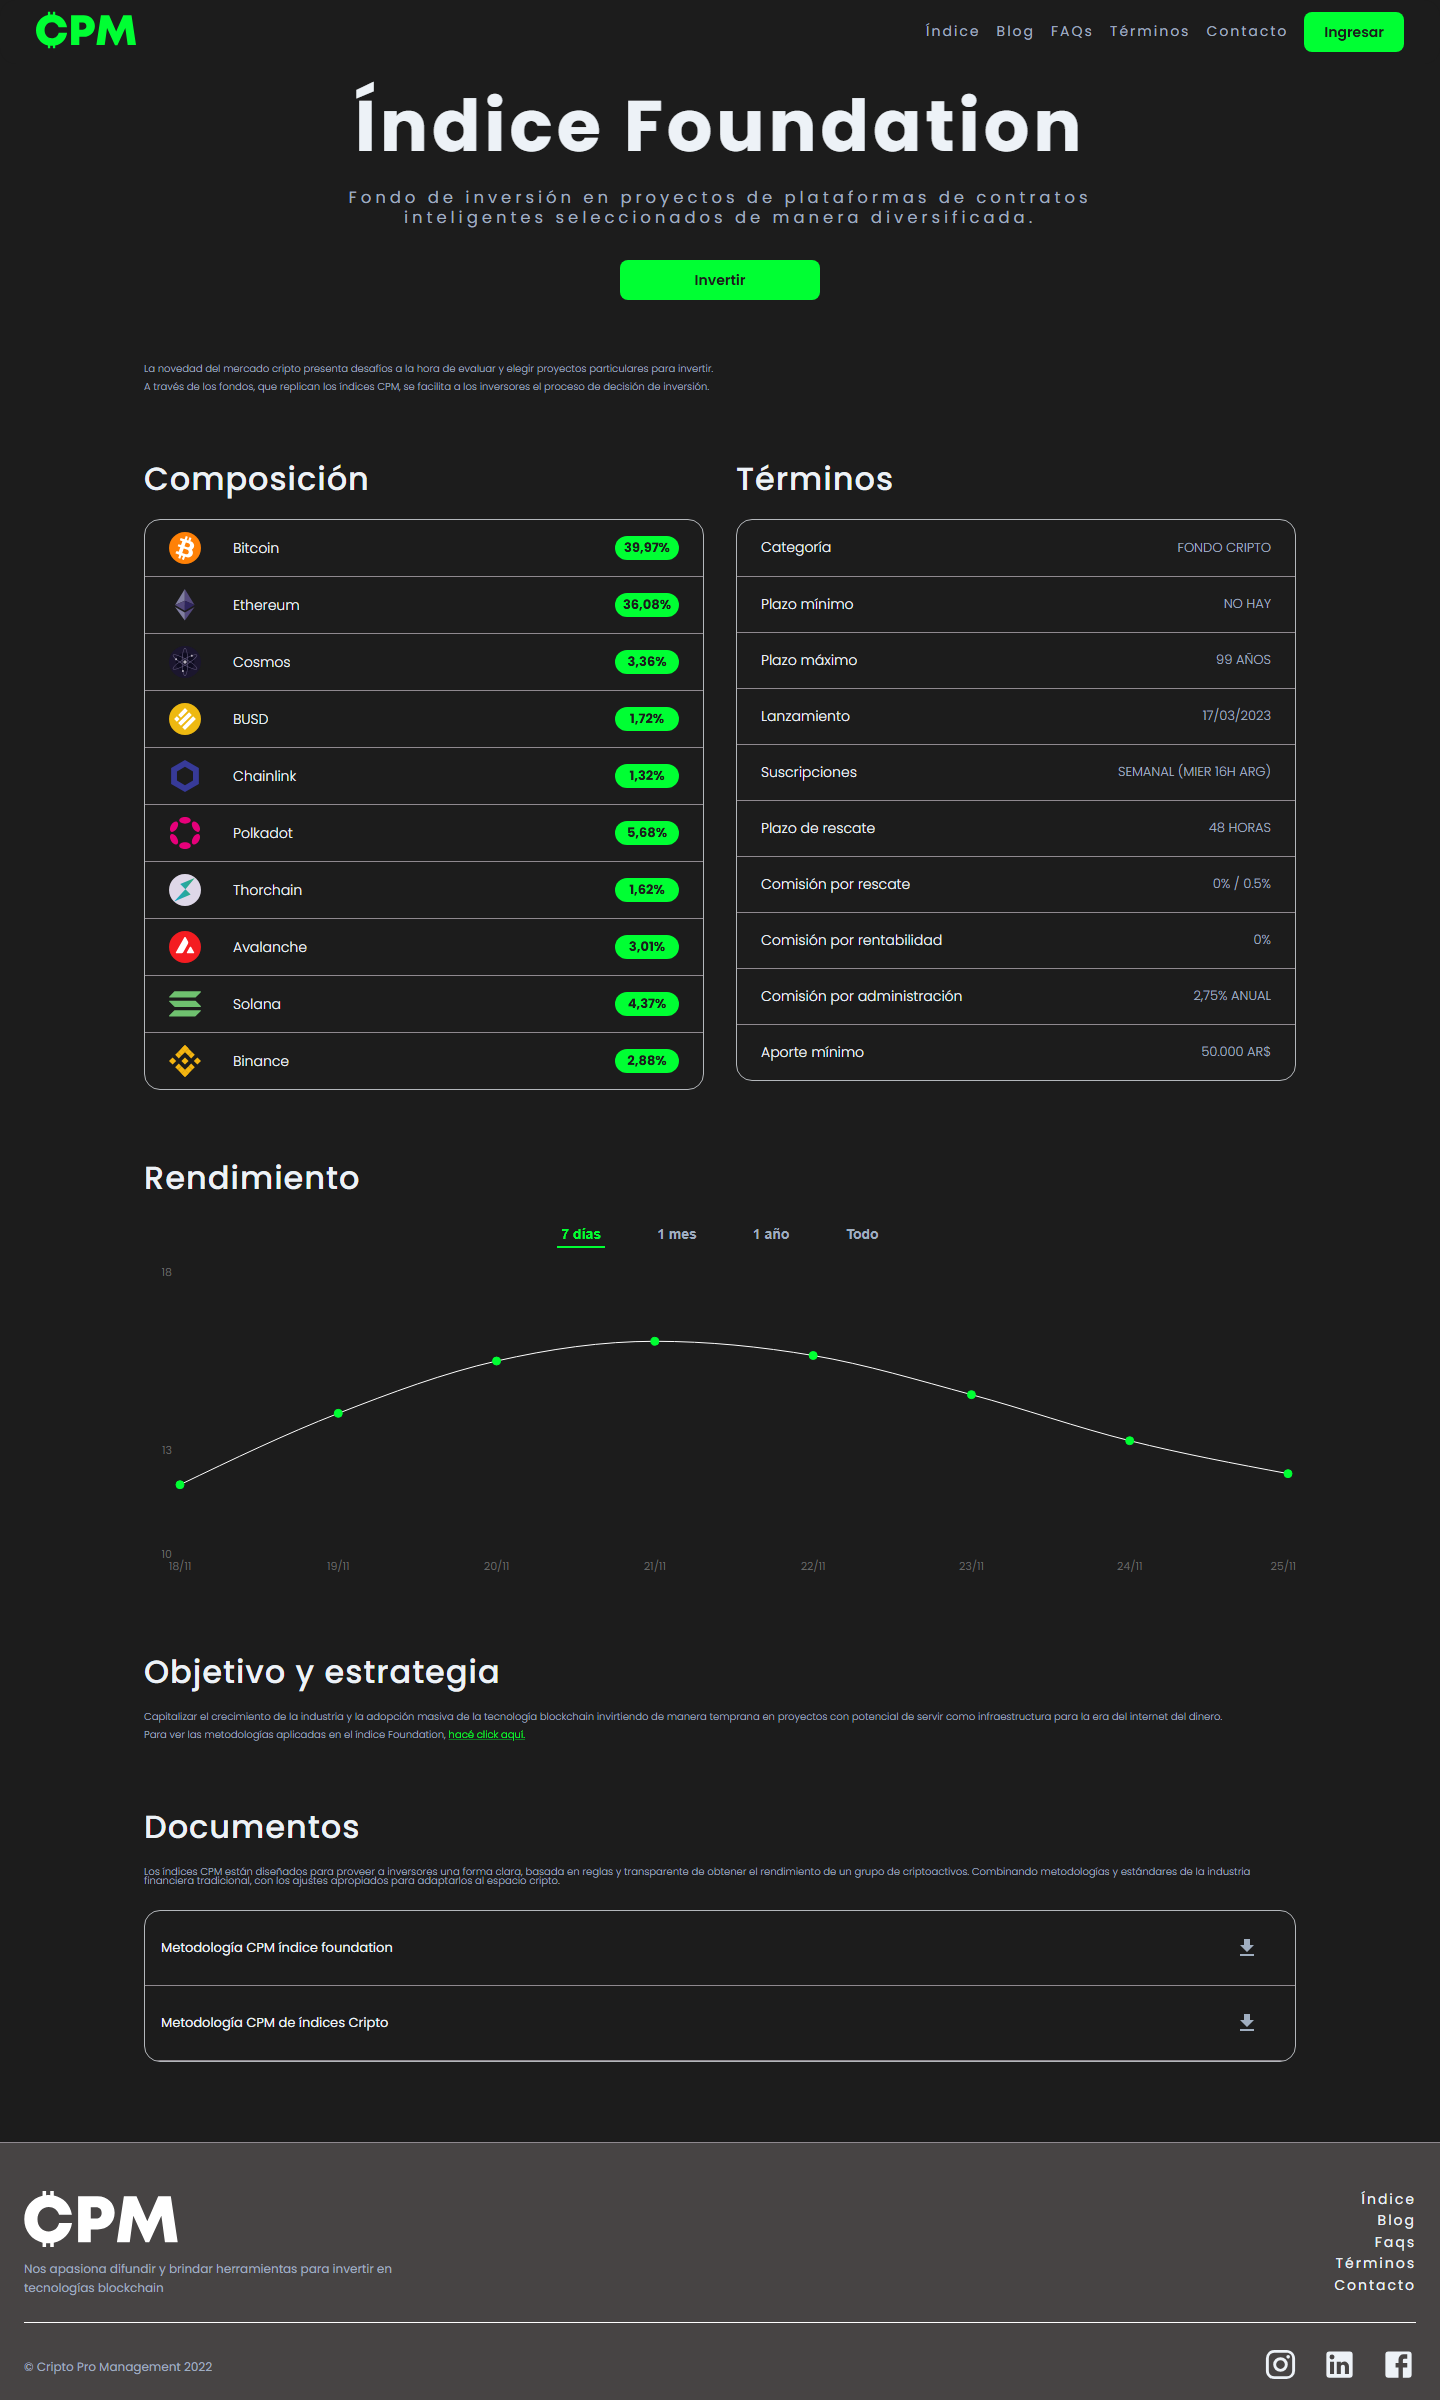 CPM
Índice Blog FAQs Términos Contacto Ingresar
Índice Foundation
Fondo de inversión en proyectos de plataformas de contratos
inteligentes seleccionados de manera diversificada.
Invertir
La novedad del mercado cripto presenta desafíos a la hora de evaluar y elegir proyectos particulares para invertir.
A través de los fondos, que replican los índices CPM, se facilita a los inversores el proceso de decisión de inversión.
Composición
Bitcoin 39,97%
Ethereum 36,08%
Cosmos 3,36%
BUSD 1,72%
Chainlink 1,32%
Polkadot 5,68%
Thorchain 1,62%
Avalanche 3,01%
Solana 4,37%
Binance 2,88%
Términos
Categoría FONDO CRIPTO
Plazo mínimo NO HAY
Plazo máximo 99 AÑOS
Lanzamiento 17/03/2023
Suscripciones SEMANAL (MIER 16H ARG)
Plazo de rescate 48 HORAS
Comisión por rescate 0% / 0.5%
Comisión por rentabilidad 0%
Comisión por administración 2,75% ANUAL
Aporte mínimo 50.000 AR$
Rendimiento
7 días 1 mes 1 año Todo
18
13
10
18/11 19/11 20/11 21/11 22/11 23/11 24/11 25/11
Objetivo y estrategia
Capitalizar el crecimiento de la industria y la adopción masiva de la tecnología blockchain invirtiendo de manera temprana en proyectos con potencial de servir como infraestructura para la era del internet del dinero.
Para ver las metodologías aplicadas en el índice Foundation, hacé click aquí.
Documentos
Los índices CPM están diseñados para proveer a inversores una forma clara, basada en reglas y transparente de obtener el rendimiento de un grupo de criptoactivos. Combinando metodologías y estándares de la industria
financiera tradicional, con los ajustes apropiados para adaptarlos al espacio cripto.
Metodología CPM índice foundation
Metodología CPM de índices Cripto
CPM
Nos apasiona difundir y brindar herramientas para invertir en
tecnologías blockchain
Índice
Blog
Faqs
Términos
Contacto
© Cripto Pro Management 2022